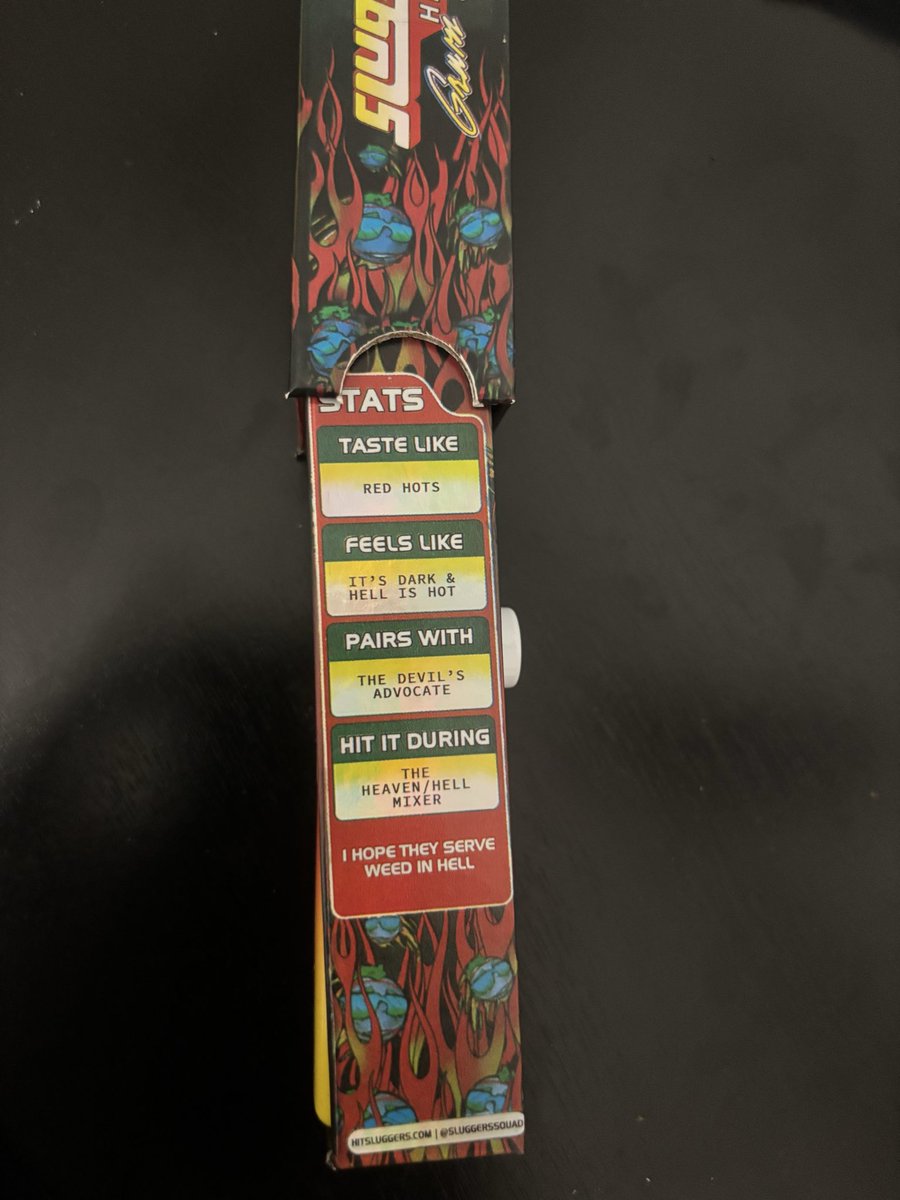 STATS
TASTE LIKE
RED HOTS
FEELS LIKE
IT'S DARK &
HELL IS HOT
PAIRS WITH
THE DEVIL'S
ADVOCATE
HIT IT DURING
THE
HEAVEN/HELL
MIXER
I HOPE THEY SERVE
WEED IN HELL
HITSLUGGERS.COM | @SLUGGERSSQUAD